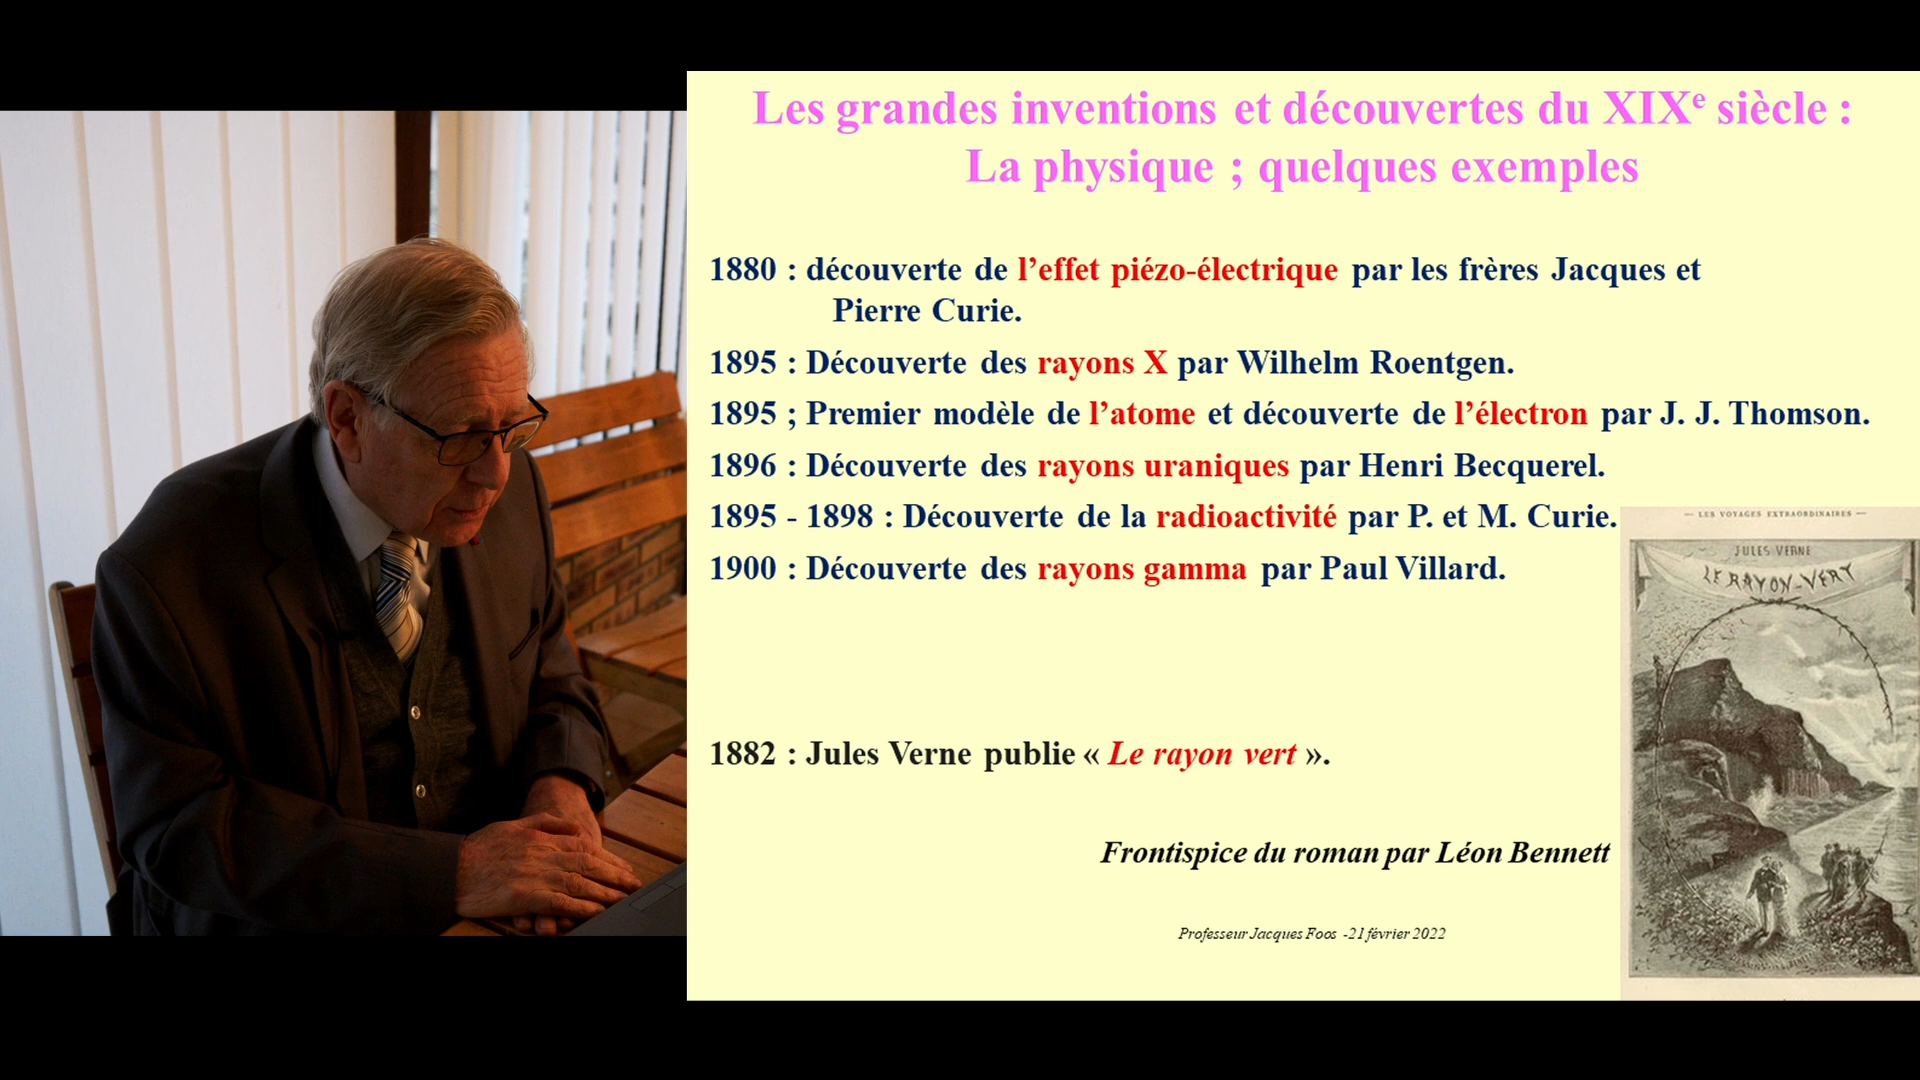 Les grandes inventions et découvertes du XIXe siècle :
La physique ; quelques exemples
1880 : découverte de l’effet piézo-électrique par les frères Jacques et
Pierre Curie.
1895 : Découverte des rayons X par Wilhelm Roentgen.
1895 ; Premier modèle de l’atome et découverte de l’électron par J. J. Thomson.
1896 : Découverte des rayons uraniques par Henri Becquerel.
1895 - 1898 : Découverte de la radioactivité par P. et M. Curie.
1900 : Découverte des rayons gamma par Paul Villard.
— LES VOYAGES EXTRAORDINAIRES —
JULES VERNE
LE RAYON-VERT
1882 : Jules Verne publie « Le rayon vert ».
Frontispice du roman par Léon Bennett
Professeur Jacques Foos -21 février 2022